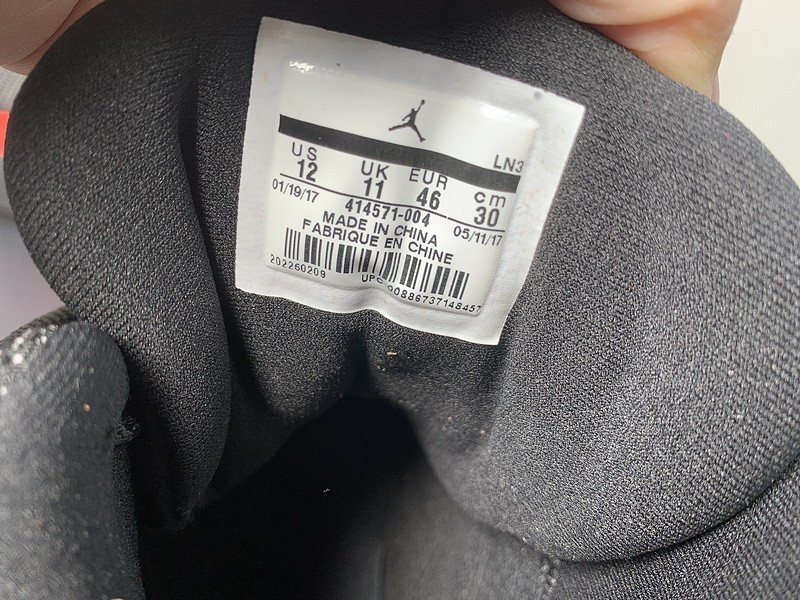 LN3
US UK EUR cm
12 11 46 30
01/19/17 414571-004 05/11/17
MADE IN CHINA
FABRIQUE EN CHINE
202260209 UPC 00886737148457